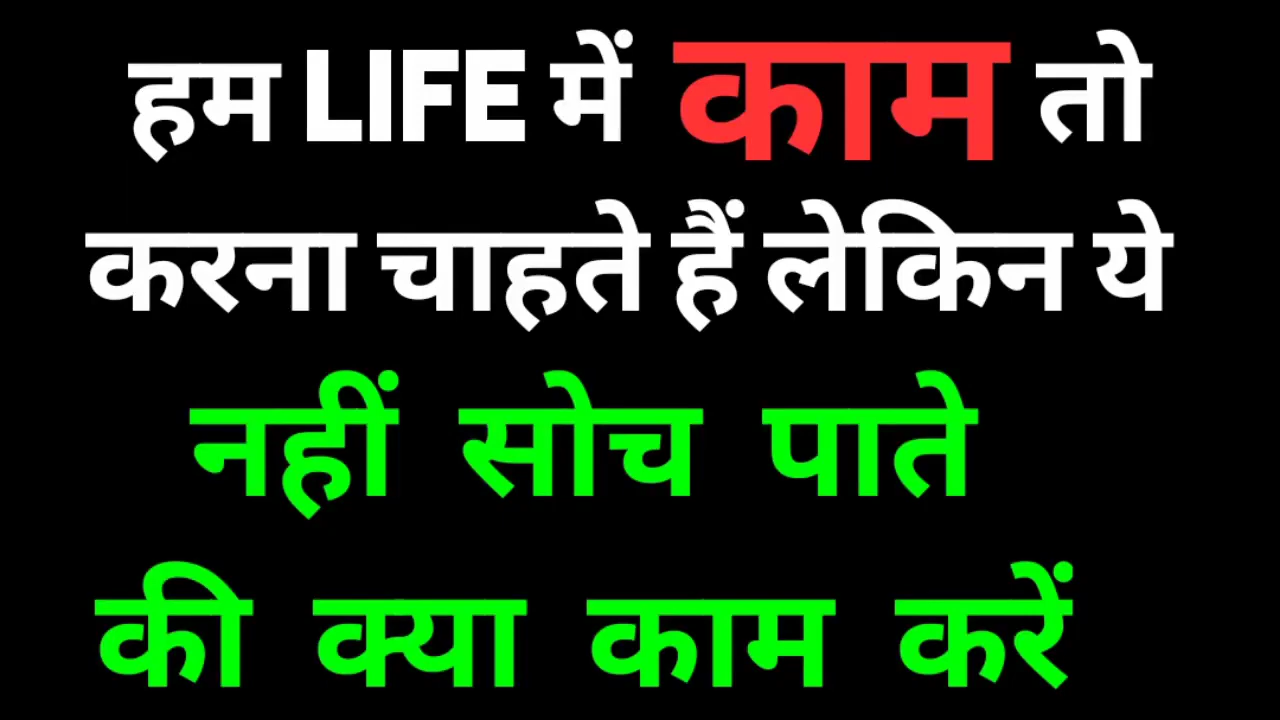 हम LIFE में काम तो
करना चाहते हैं लेकिन ये
नहीं सोच पाते
की क्या काम करें